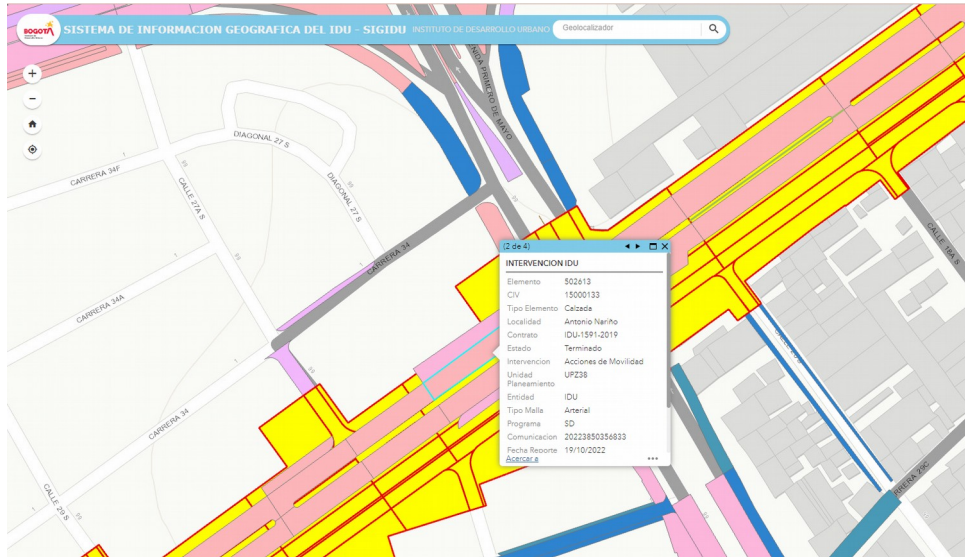 BOGOTÁ
SISTEMA DE INFORMACION GEOGRAFICA DEL IDU - SIGIDU INSTITUTO DE DESARROLLO URBANO
Geolocalizador
NIDA PRIMERO DE MAYO
DIAGONAL 27 S
CARRERA 34F
CALLE 27A S
DIAGONAL 27 S
CARRERA 34
CALLE 16A S
CARRERA 34A
(2 de 4)
INTERVENCION IDU
Elemento 502613
CIV 15000133
Tipo Elemento Calzada
Localidad Antonio Nariño
Contrato IDU-1591-2019
Estado Terminado
Intervencion Acciones de Movilidad
Unidad Planeamiento UPZ38
Entidad IDU
Tipo Malla Arterial
Programa SD
Comunicacion 20223850356833
Fecha Reporte 19/10/2022
Acercar a
CARRERA 34
CALLE 29 S
RRERA 29C